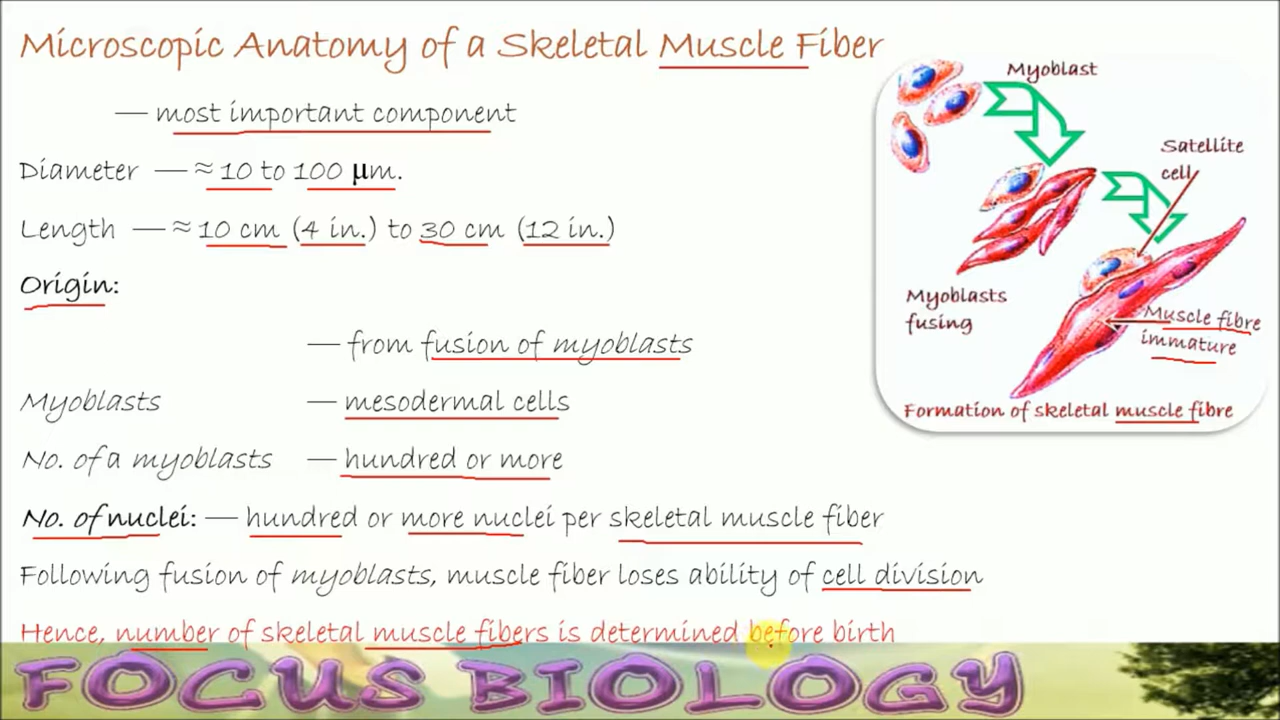 Microscopic Anatomy of a Skeletal Muscle Fiber
— most important component
Diameter — ≈ 10 to 100 μm.
Length — ≈ 10 cm (4 in.) to 30 cm (12 in.)
Origin:
— from fusion of myoblasts
Myoblasts — mesodermal cells
No. of a myoblasts — hundred or more
No. of nuclei: — hundred or more nuclei per skeletal muscle fiber
Following fusion of myoblasts, muscle fiber loses ability of cell division
Hence, number of skeletal muscle fibers is determined before birth
Myoblast
Satellite
cell
Myoblasts
fusing
Muscle fibre
immature
Formation of skeletal muscle fibre
FOCUS BIOLOGY